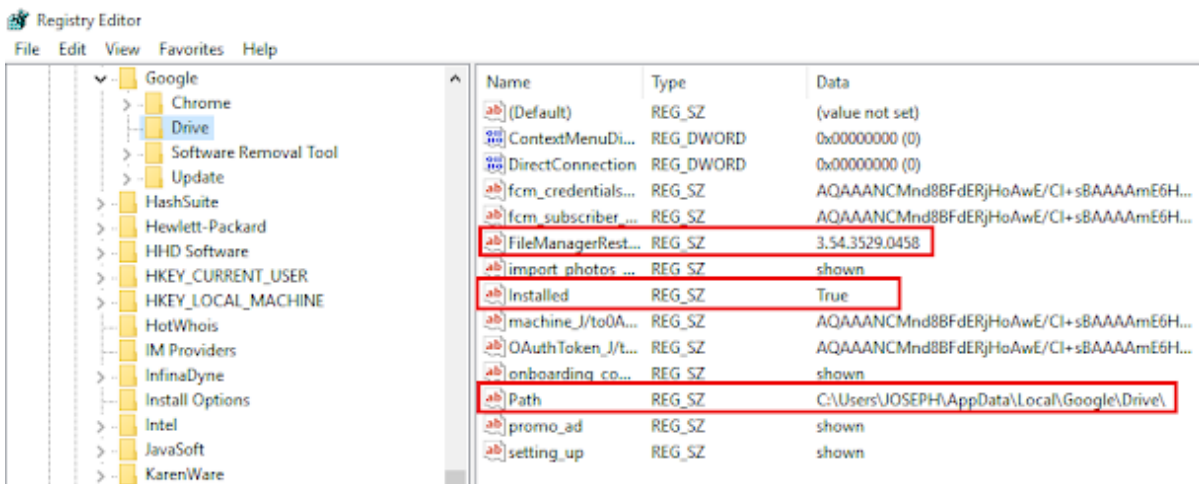 Registry Editor
File Edit View Favorites Help
Google
Chrome
Drive
Software Removal Tool
Update
HashSuite
Hewlett-Packard
HHD Software
HKEY_CURRENT_USER
HKEY_LOCAL_MACHINE
HotWhois
IM Providers
InfinaDyne
Install Options
Intel
JavaSoft
KarenWare
Name Type Data
(Default) REG_SZ (value not set)
ContextMenuDi... REG_DWORD 0x00000000 (0)
DirectConnection REG_DWORD 0x00000000 (0)
fcm_credentials... REG_SZ AQAAANCMnd8BFdERjHoAwE/Cl+sBAAAAmE6H...
fcm_subscriber_... REG_SZ AQAAANCMnd8BFdERjHoAwE/Cl+sBAAAAmE6H...
FileManagerRest... REG_SZ 3.54.3529.0458
import_photos_... REG_SZ shown
Installed REG_SZ True
machine_J/to0A... REG_SZ AQAAANCMnd8BFdERjHoAwE/Cl+sBAAAAmE6H...
OAuthToken_J/t... REG_SZ AQAAANCMnd8BFdERjHoAwE/Cl+sBAAAAmE6H...
onboarding_co... REG_SZ shown
Path REG_SZ C:\Users\JOSEPH\AppData\Local\Google\Drive\
promo_ad REG_SZ shown
setting_up REG_SZ shown